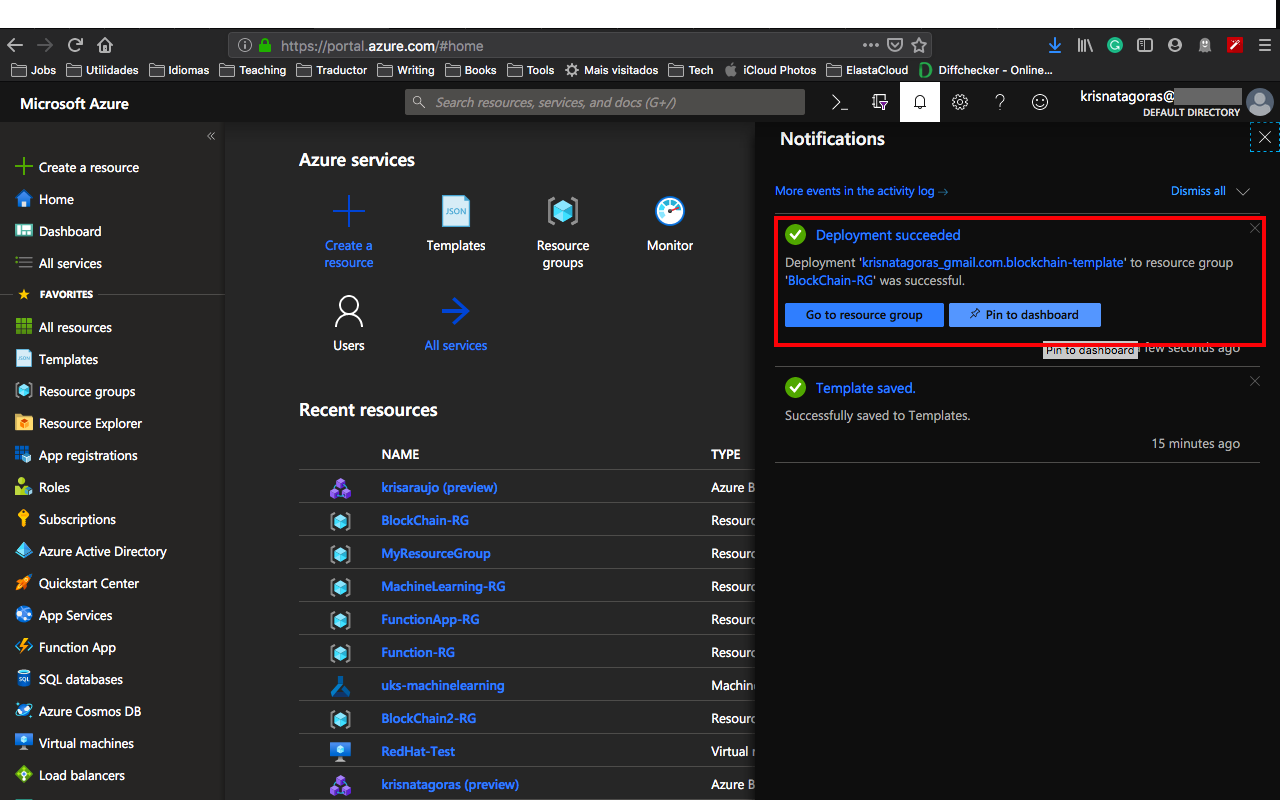 https://portal.azure.com/#home
Jobs Utilidades Idiomas Teaching Traductor Writing Books Tools Mais visitados Tech iCloud Photos ElastaCloud Diffchecker - Online...
Microsoft Azure
Search resources, services, and docs (G+/)
krisnatagoras@
DEFAULT DIRECTORY
Create a resource
Home
Dashboard
All services
FAVORITES
All resources
Templates
Resource groups
Resource Explorer
App registrations
Roles
Subscriptions
Azure Active Directory
Quickstart Center
App Services
Function App
SQL databases
Azure Cosmos DB
Virtual machines
Load balancers
Azure services
Create a
resource
JSON
Templates
Resource
groups
Monitor
Users
All services
Recent resources
NAME TYPE
krisaraujo (preview) Azure B
BlockChain-RG Resourc
MyResourceGroup Resourc
MachineLearning-RG Resourc
FunctionApp-RG Resourc
Function-RG Resourc
uks-machinelearning Machin
BlockChain2-RG Resourc
RedHat-Test Virtual
krisnatagoras (preview) Azure B
Notifications
More events in the activity log →
Dismiss all
Deployment succeeded
Deployment 'krisnatagoras_gmail.com.blockchain-template' to resource group
'BlockChain-RG' was successful.
Go to resource group
Pin to dashboard
Pin to dashboard
few seconds ago
Template saved.
Successfully saved to Templates.
15 minutes ago